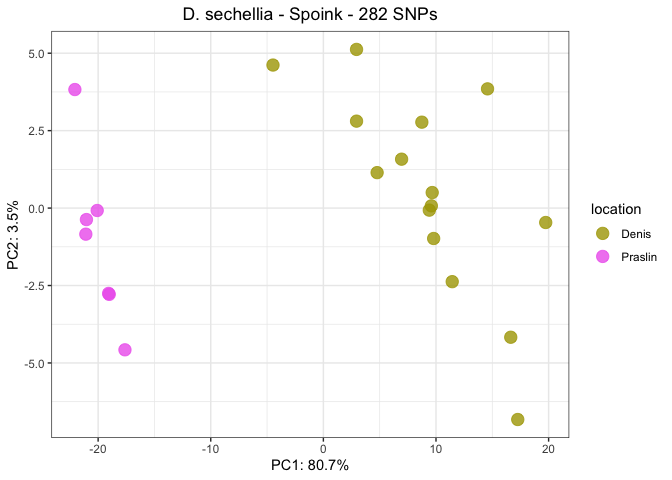 D. sechellia - Spoink - 282 SNPs
5.0
2.5
0.0
-2.5
-5.0
PC2: 3.5%
-20
-10
0
10
20
PC1: 80.7%
location
Denis
Praslin